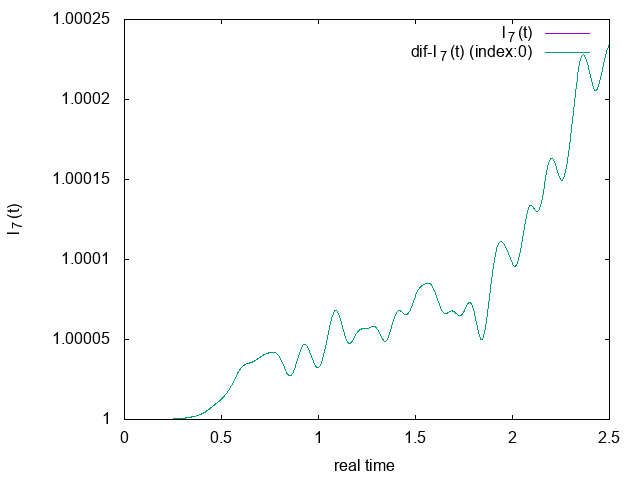 1.00025
I7(t)
dif-I7(t) (index:0)
1.0002
1.00015
I7(t)
1.0001
1.00005
1
0 0.5 1 1.5 2 2.5
real time